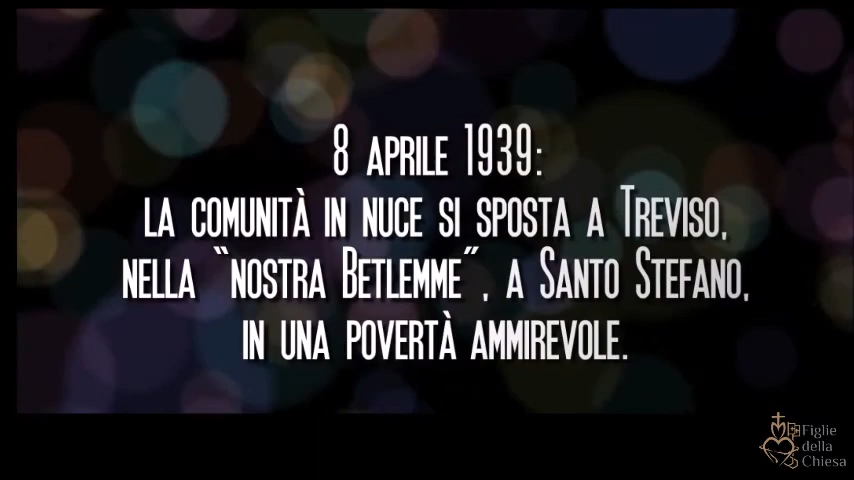 8 aprile 1939:
la comunità in nuce si sposta a Treviso,
nella “nostra Betlemme”, a Santo Stefano,
in una povertà ammirevole.
Figlie
della
Chiesa